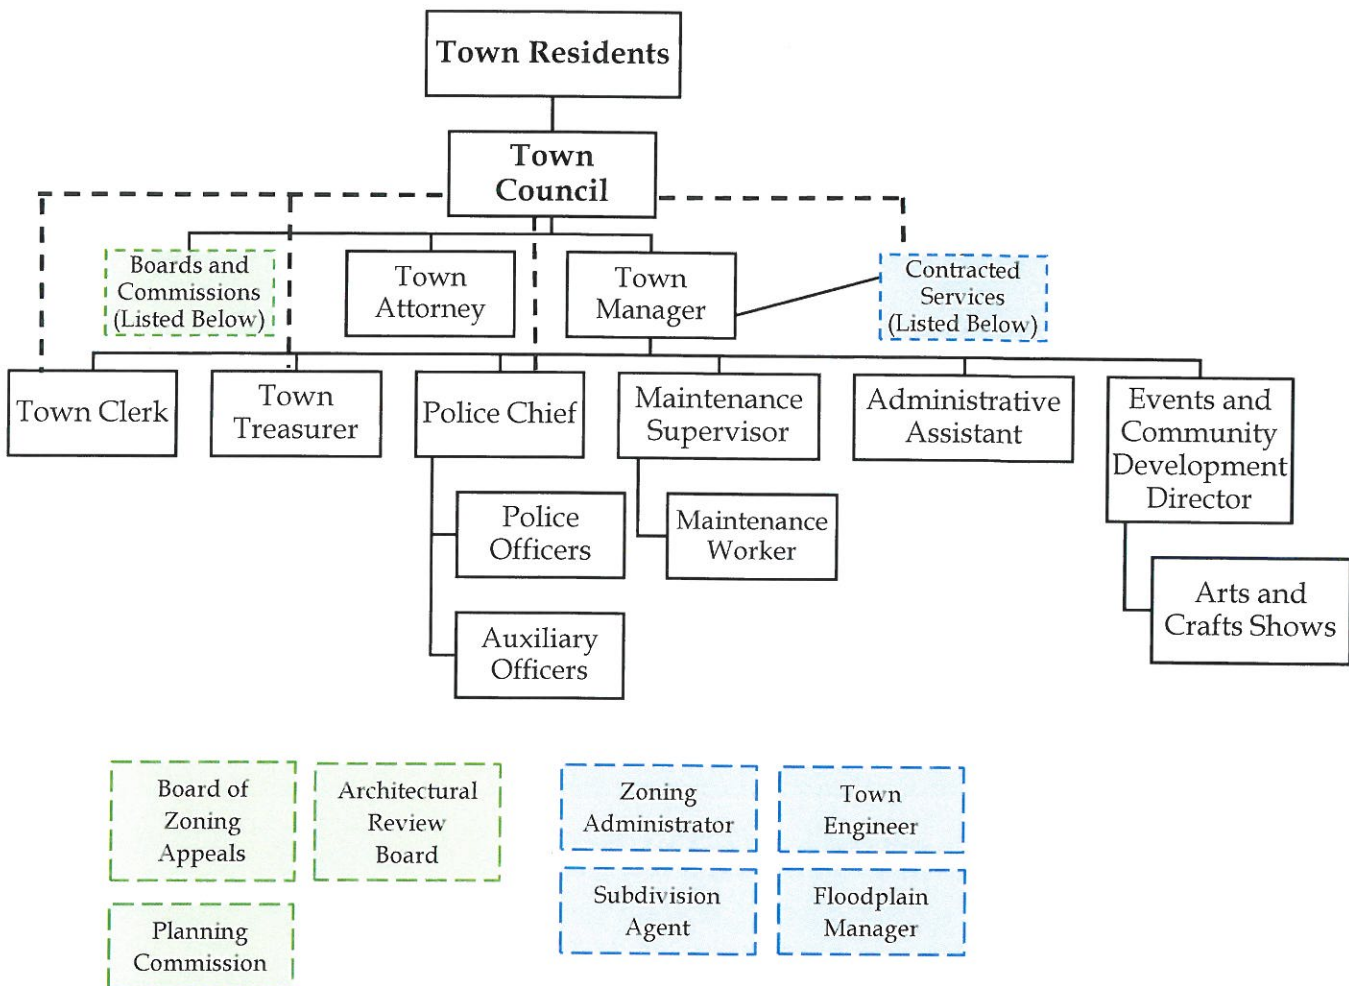 Town Residents
Town
Council
Boards and
Commissions
(Listed Below)
Town
Attorney
Town
Manager
Contracted
Services
(Listed Below)
Town Clerk
Town
Treasurer
Police Chief
Maintenance
Supervisor
Administrative
Assistant
Events and
Community
Development
Director
Police
Officers
Maintenance
Worker
Auxiliary
Officers
Arts and
Crafts Shows
Board of
Zoning
Appeals
Architectural
Review
Board
Zoning
Administrator
Town
Engineer
Planning
Commission
Subdivision
Agent
Floodplain
Manager